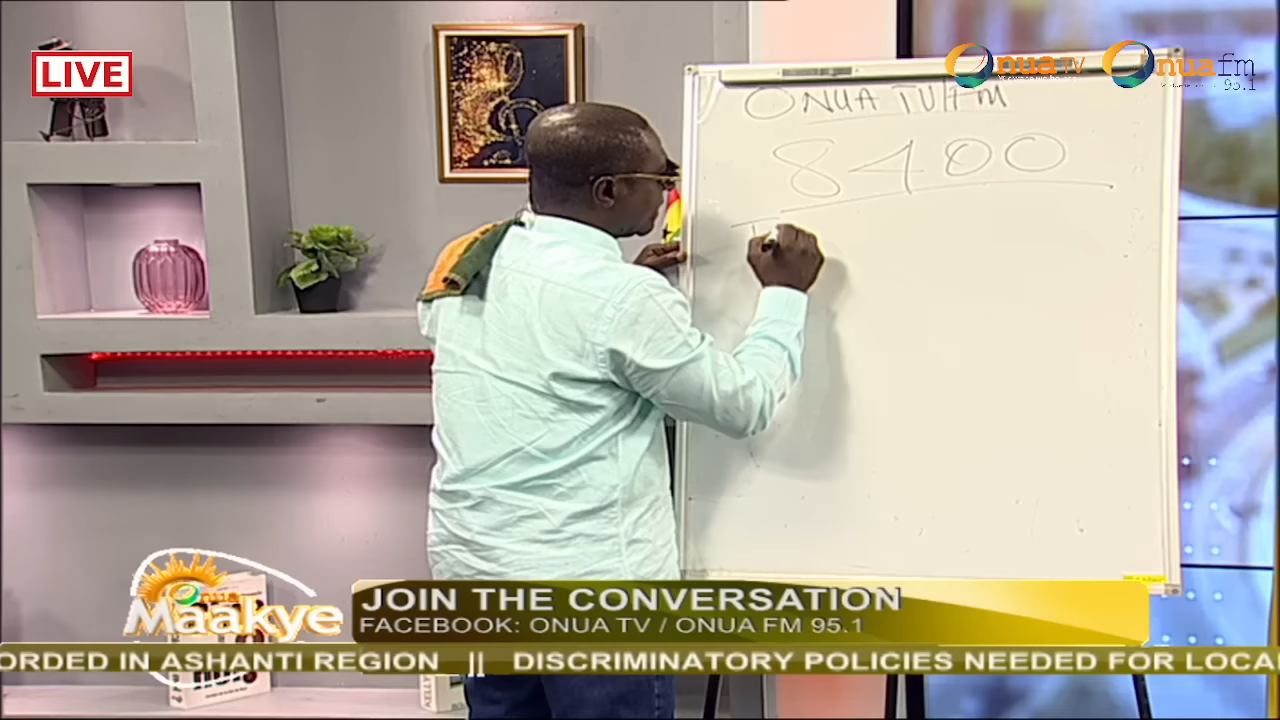 LIVE
Onua TV
Onua fm
95.1
ONUA TV/FM
8400
Onua
Maakye
JOIN THE CONVERSATION
FACEBOOK: ONUA TV / ONUA FM 95.1
ORDED IN ASHANTI REGION || DISCRIMINATORY POLICIES NEEDED FOR LOCA